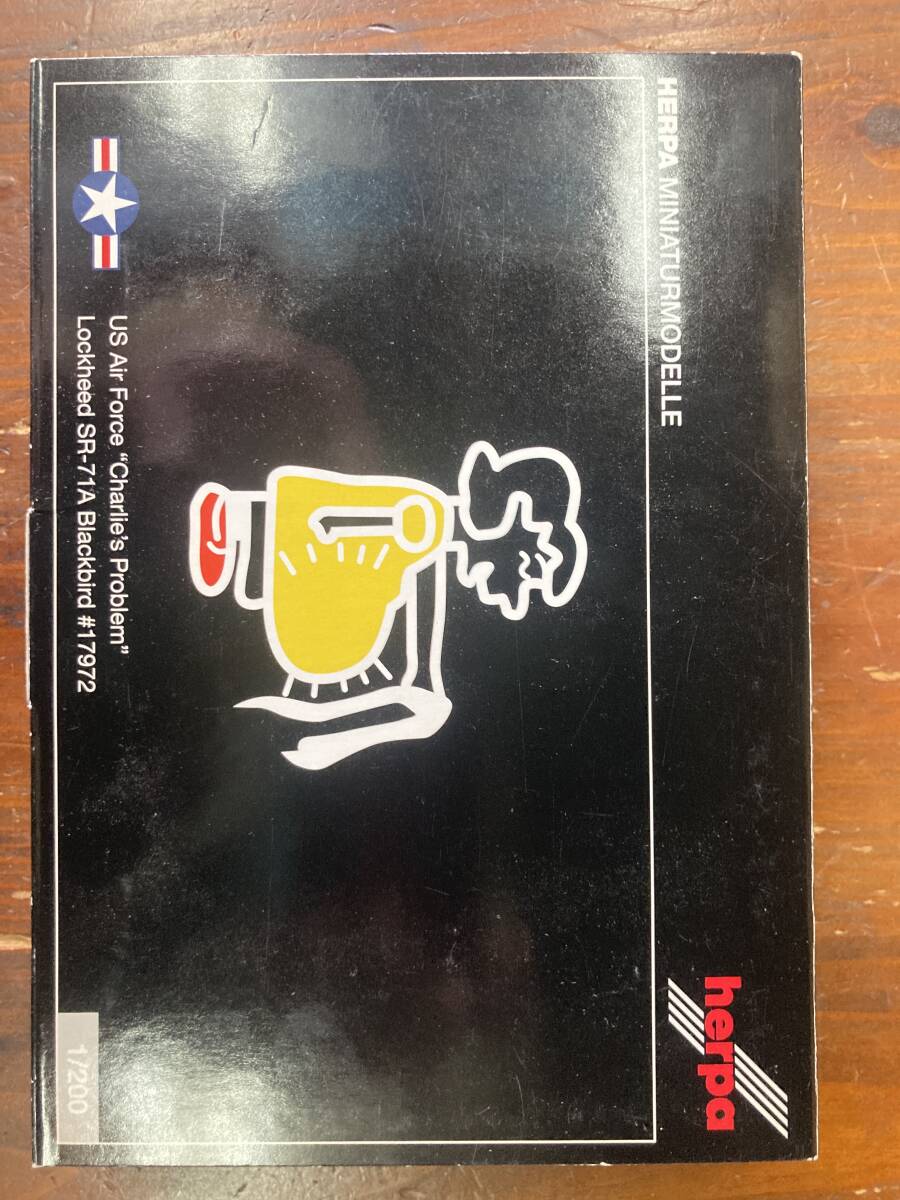 HERPA MINIATURMODELLE
herpa
US Air Force “Charlie’s Problem”
Lockheed SR-71A Blackbird #17972
1/200